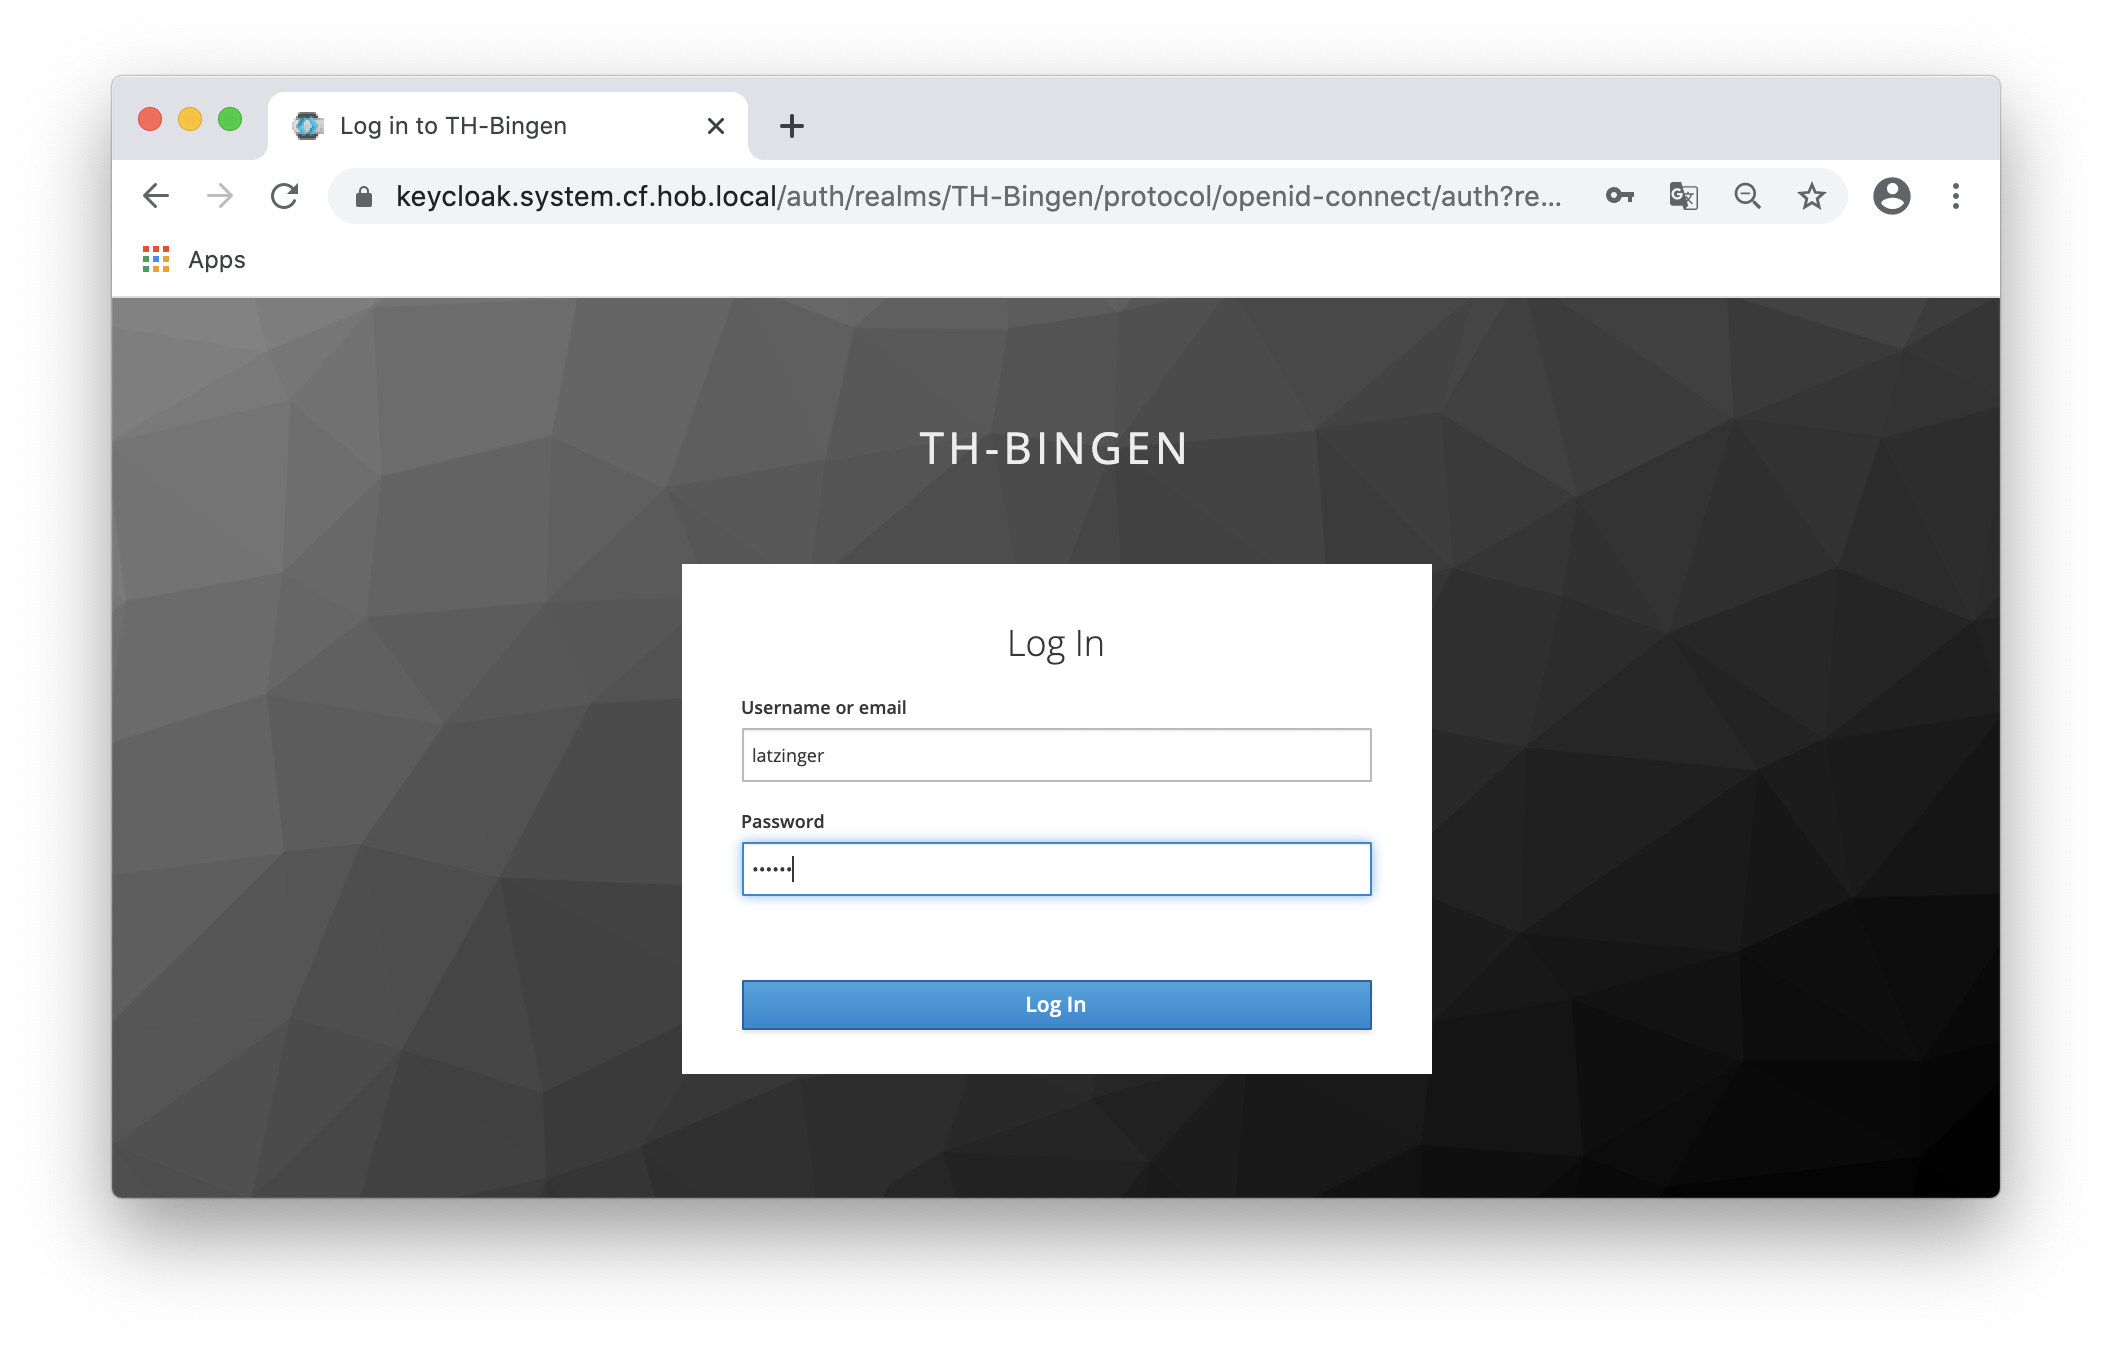 Log in to TH-Bingen
keycloak.system.cf.hob.local/auth/realms/TH-Bingen/protocol/openid-connect/auth?re...
Apps
TH-BINGEN
Log In
Username or email
latzinger
Password
••••••
Log In